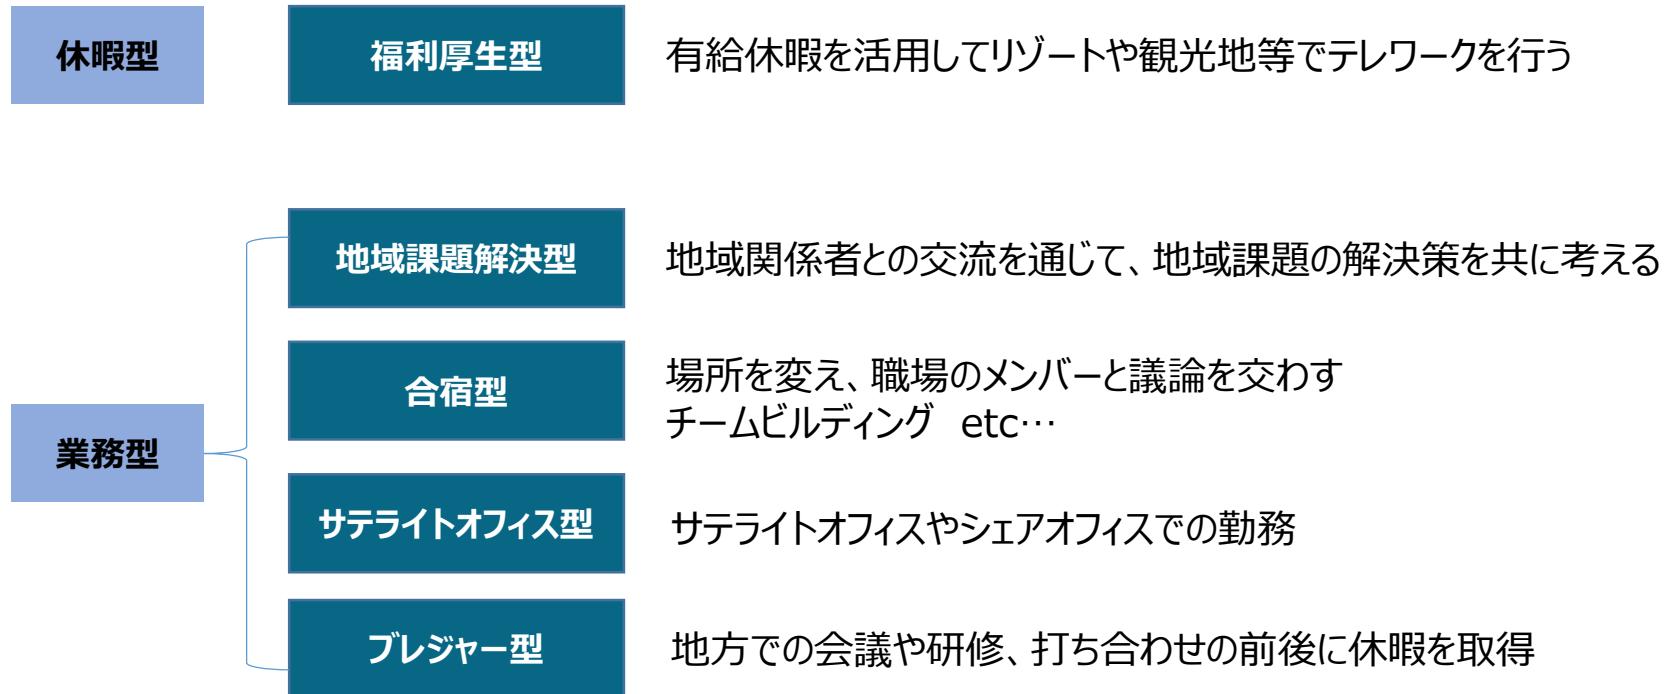 休暇型
福利厚生型
有給休暇を活用してリゾートや観光地等でテレワークを行う
地域課題解決型
地域関係者との交流を通じて、地域課題の解決策を共に考える
合宿型
場所を変え、職場のメンバーと議論を交わす
チームビルディング　etc…
業務型
サテライトオフィス型
サテライトオフィスやシェアオフィスでの勤務
ブレジャー型
地方での会議や研修、打ち合わせの前後に休暇を取得